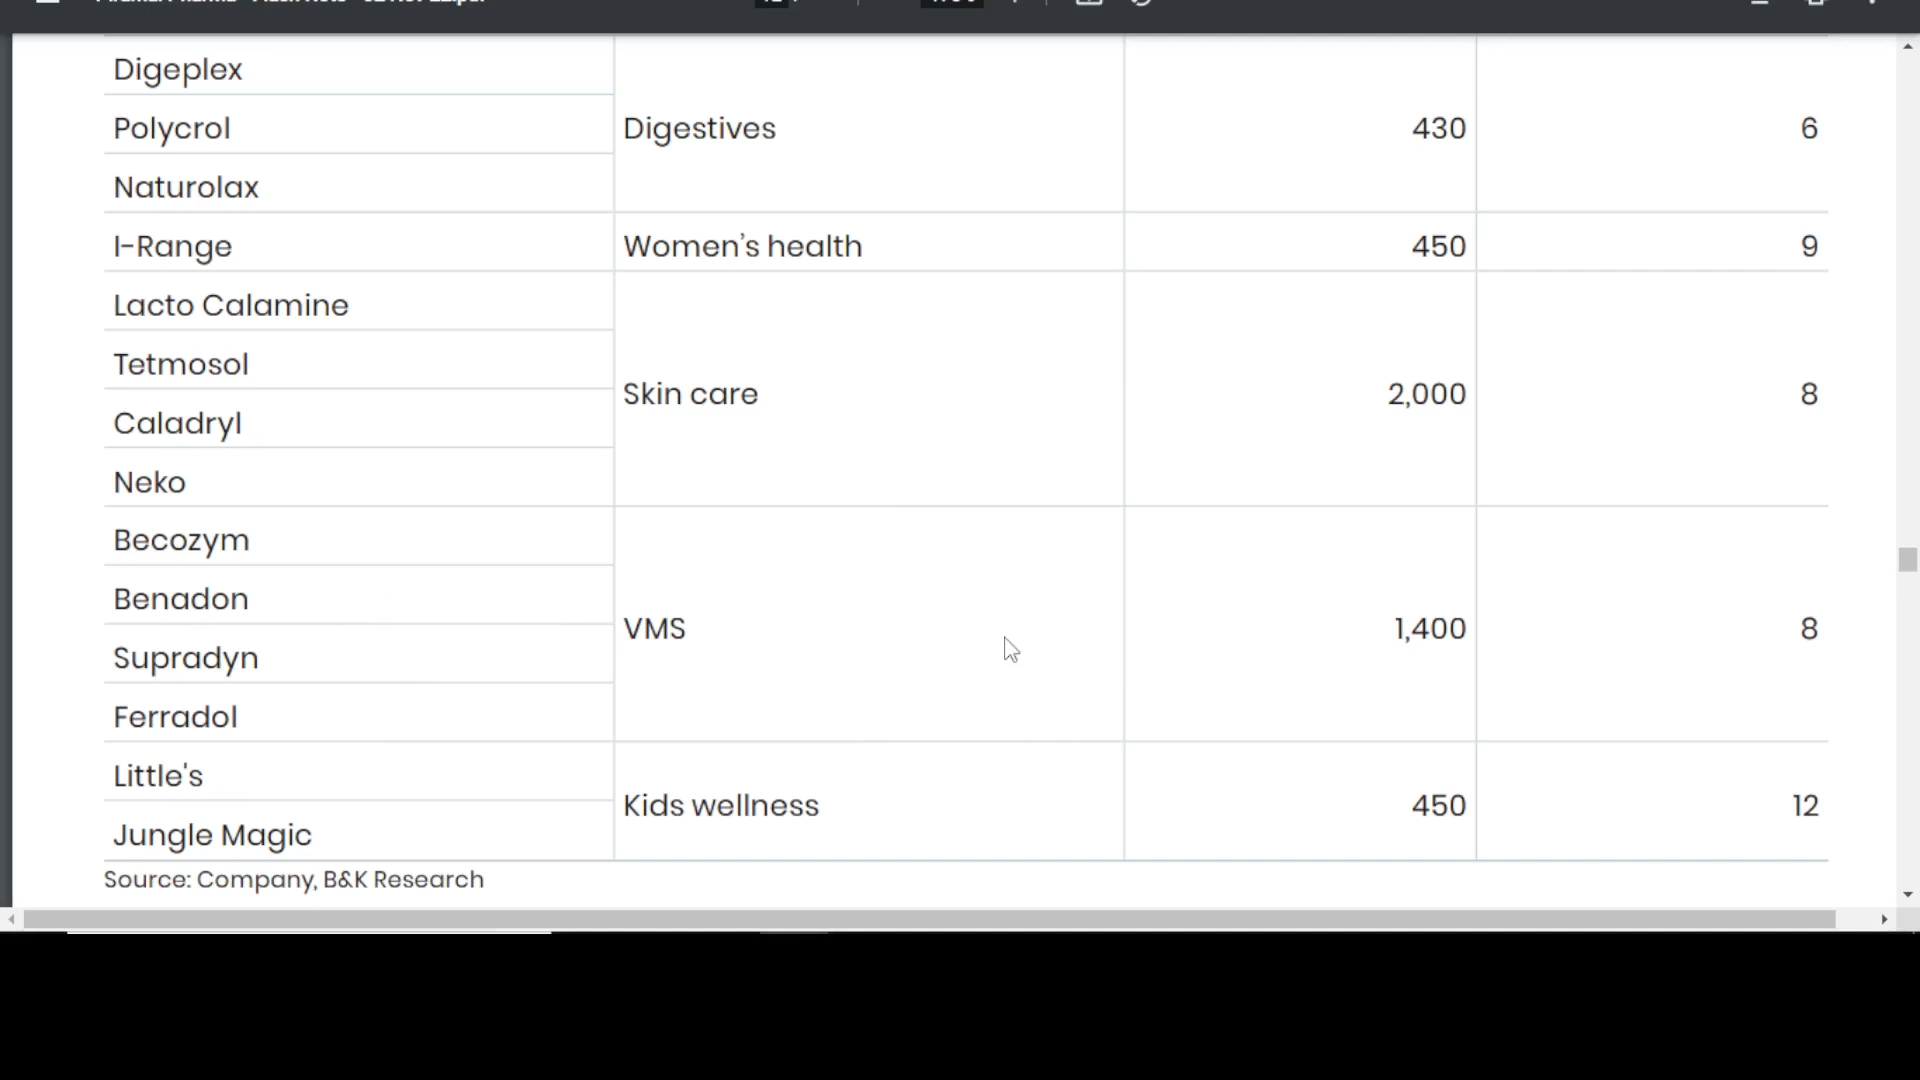 Digeplex
Polycrol
Digestives 430 6
Naturolax
I-Range Women's health 450 9
Lacto Calamine
Tetmosol
Skin care 2,000 8
Caladryl
Neko
Becozym
Benadon
VMS 1,400 8
Supradyn
Ferradol
Little's
Kids wellness 450 12
Jungle Magic
Source: Company, B&K Research